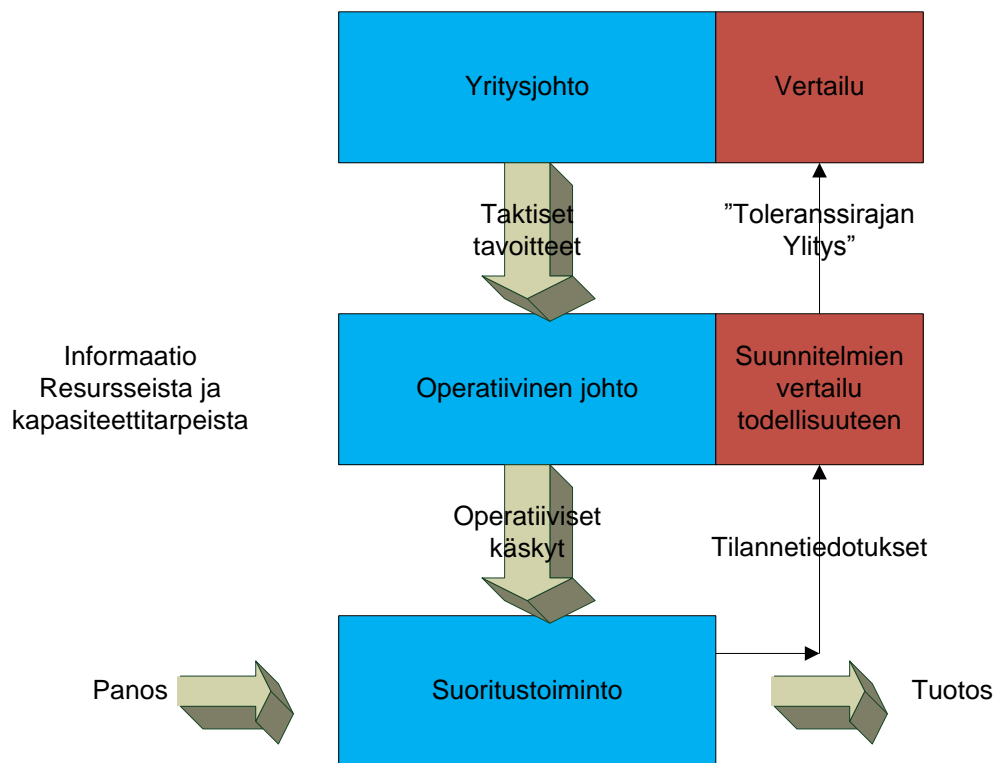 Yritysjohto
Vertailu
Taktiset
tavoitteet
”Toleranssirajan
Ylitys”
Informaatio
Resursseista ja
kapasiteettitarpeista
Operatiivinen johto
Suunnitelmien
vertailu
todellisuuteen
Operatiiviset
käskyt
Tilannetiedotukset
Panos
Suoritustoiminto
Tuotos